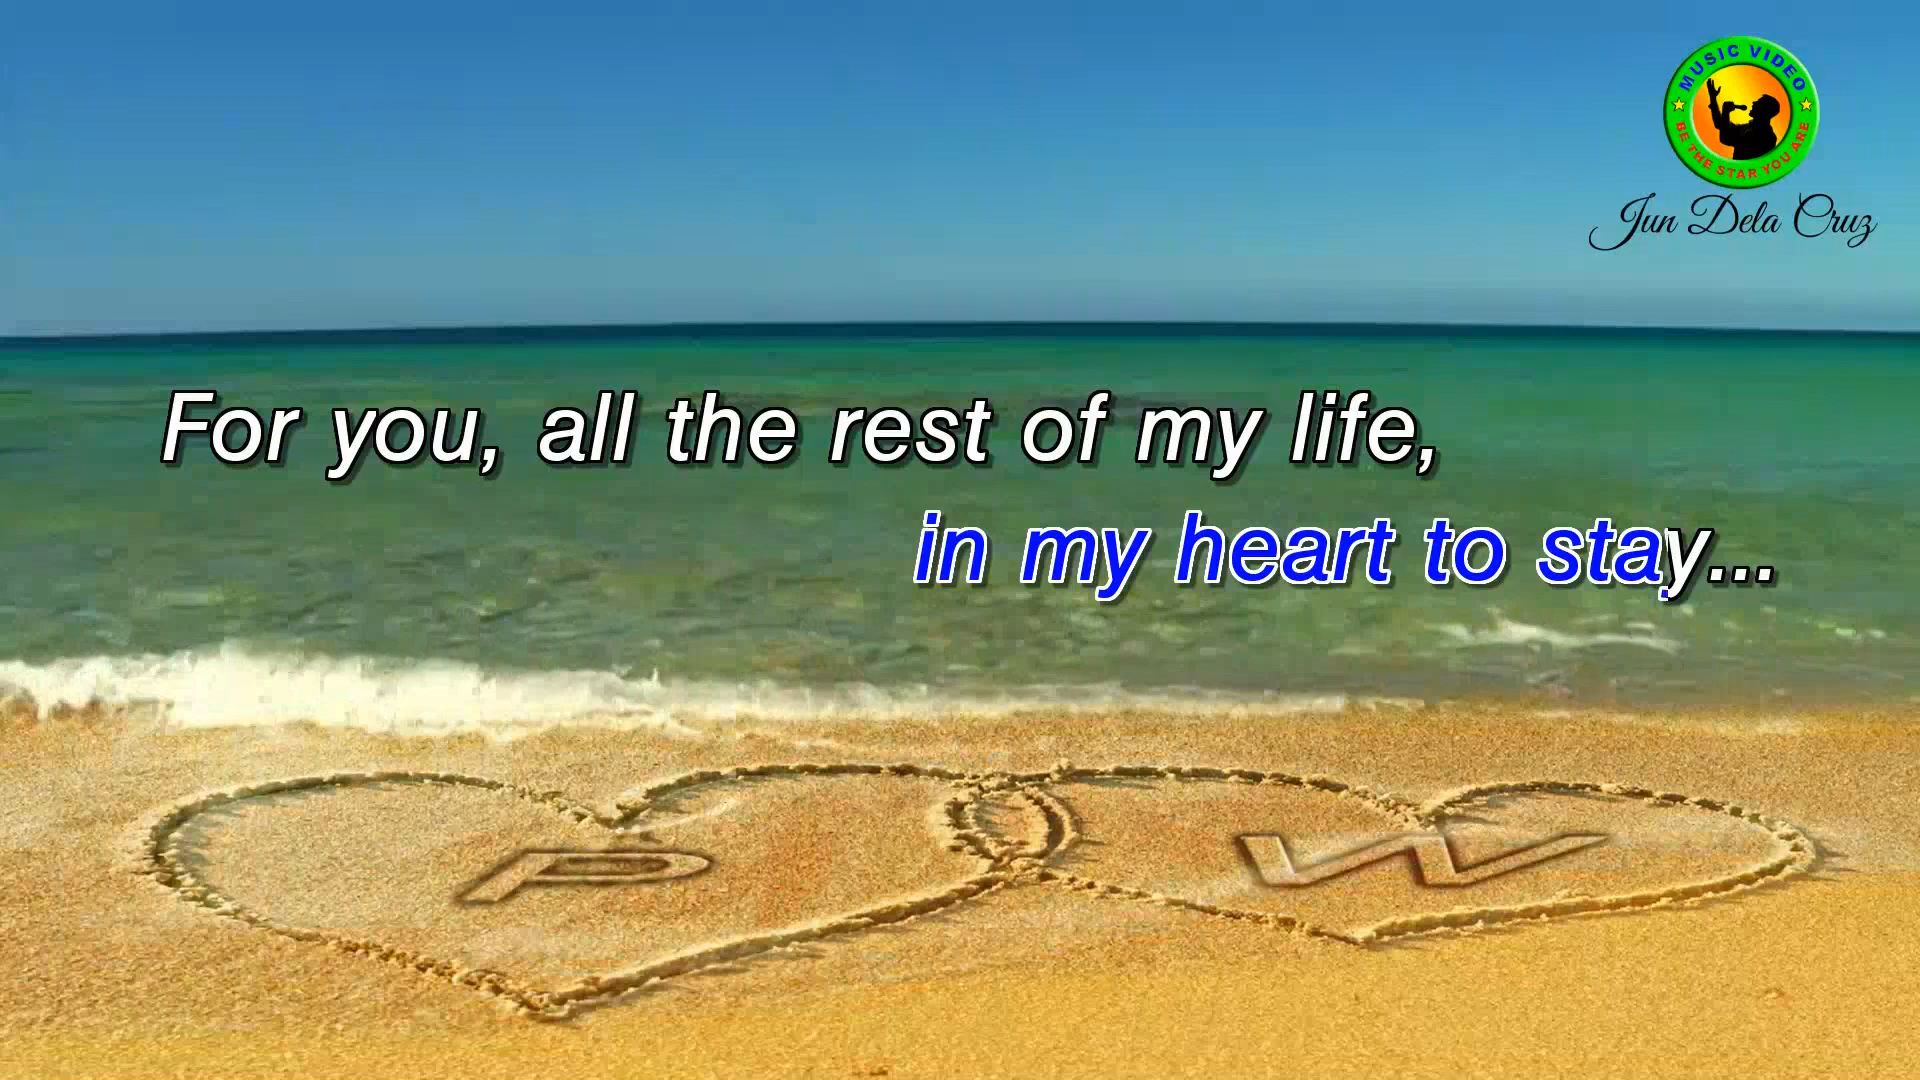 MUSIC VIDEO
BE THE STAR YOU ARE
Jun Dela Cruz
For you, all the rest of my life,
in my heart to stay...
P W